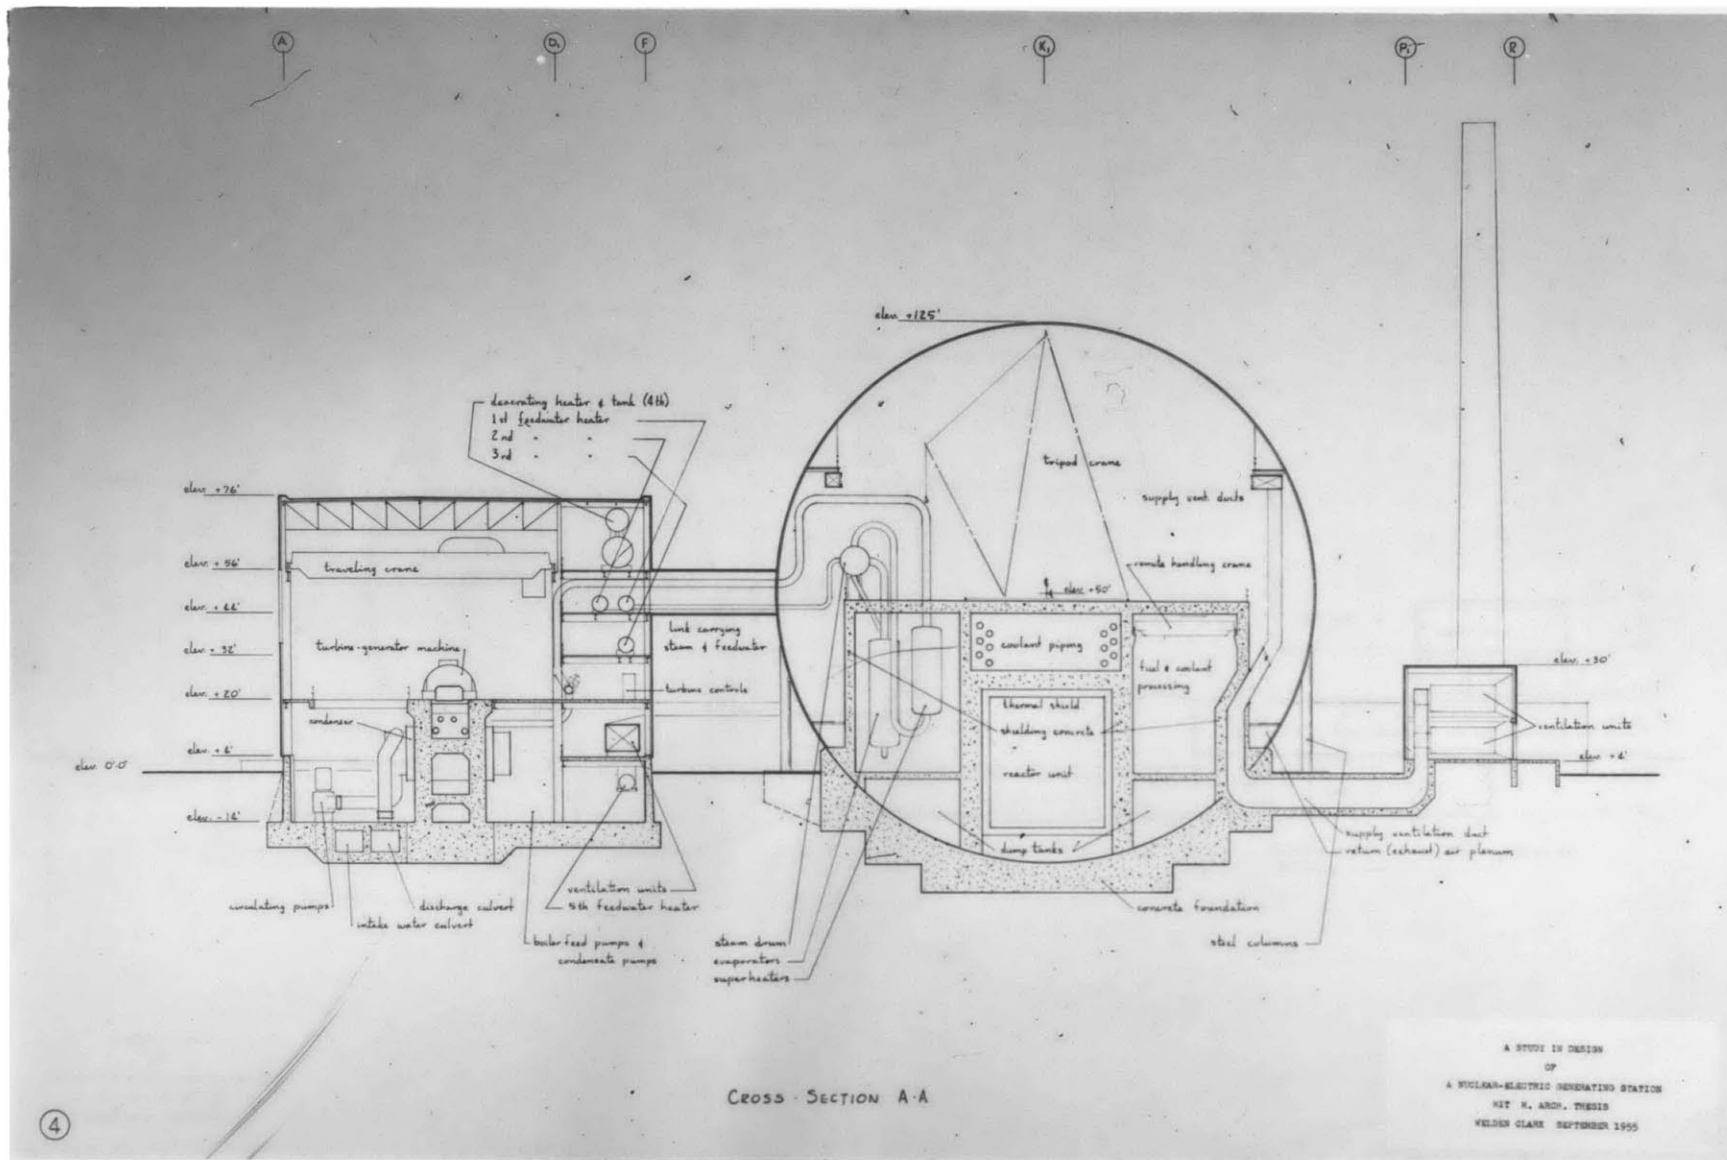 A
D1
F
K1
P1
R
elev. +125'
deaerating heater & tank (4th)
1st feedwater heater
2nd " "
3rd " "
tripod crane
supply vent. ducts
elev. +76'
elev. +56'
traveling crane
remote handling crane
elev. +50'
elev. +44'
link carrying
steam & feedwater
coolant piping
elev. +32'
turbine-generator machine
fuel & coolant
processing
elev. +30'
elev. +20'
turbine controls
thermal shield
condenser
shielding concrete
ventilation units
elev. +4'
elev. 0'-0"
reactor unit
elev. +4'
elev. -14'
dump tanks
supply ventilation duct
return (exhaust) air plenum
circulating pumps
discharge culvert
intake water culvert
ventilation units
5th feedwater heater
concrete foundation
boiler feed pumps &
condensate pumps
steam drum
evaporators
superheaters
steel columns
CROSS-SECTION A-A
4
A STUDY IN DESIGN
OF
A NUCLEAR-ELECTRIC GENERATING STATION
MIT M. ARCH. THESIS
WELDEN CLARK SEPTEMBER 1955